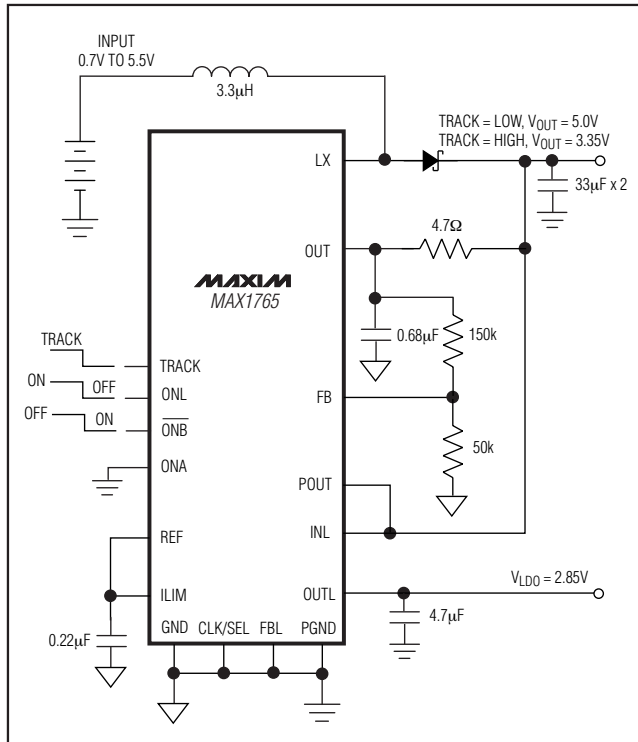 INPUT
0.7V TO 5.5V
3.3μH
TRACK = LOW, VOUT = 5.0V
TRACK = HIGH, VOUT = 3.35V
LX
33μF x 2
4.7Ω
OUT
MAXIM
MAX1765
0.68μF
150k
TRACK
TRACK
ON
OFF
ONL
FB
OFF
ON
ONB
50k
ONA
POUT
REF
INL
ILIM
OUTL
VLDO = 2.85V
0.22μF
GND
CLK/SEL
FBL
PGND
4.7μF